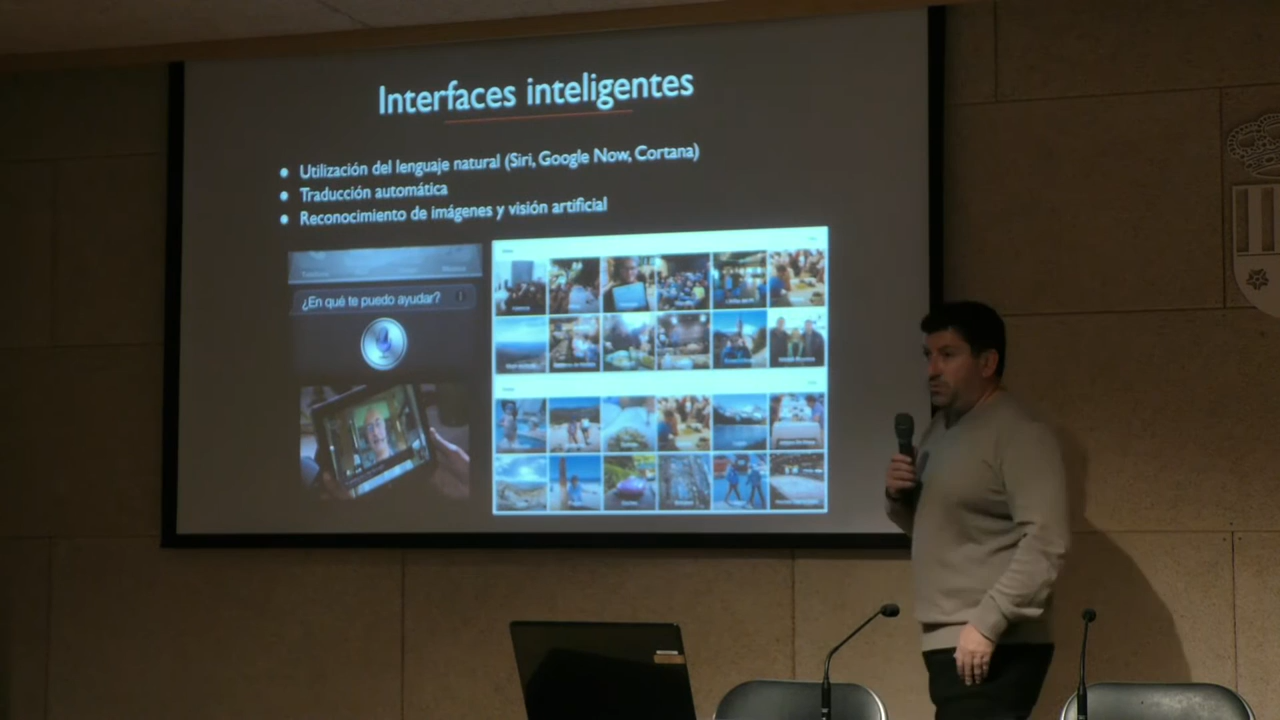 Interfaces inteligentes
Utilización del lenguaje natural (Siri, Google Now, Cortana)
Traducción automática
Reconocimiento de imágenes y visión artificial
¿En qué te puedo ayudar?